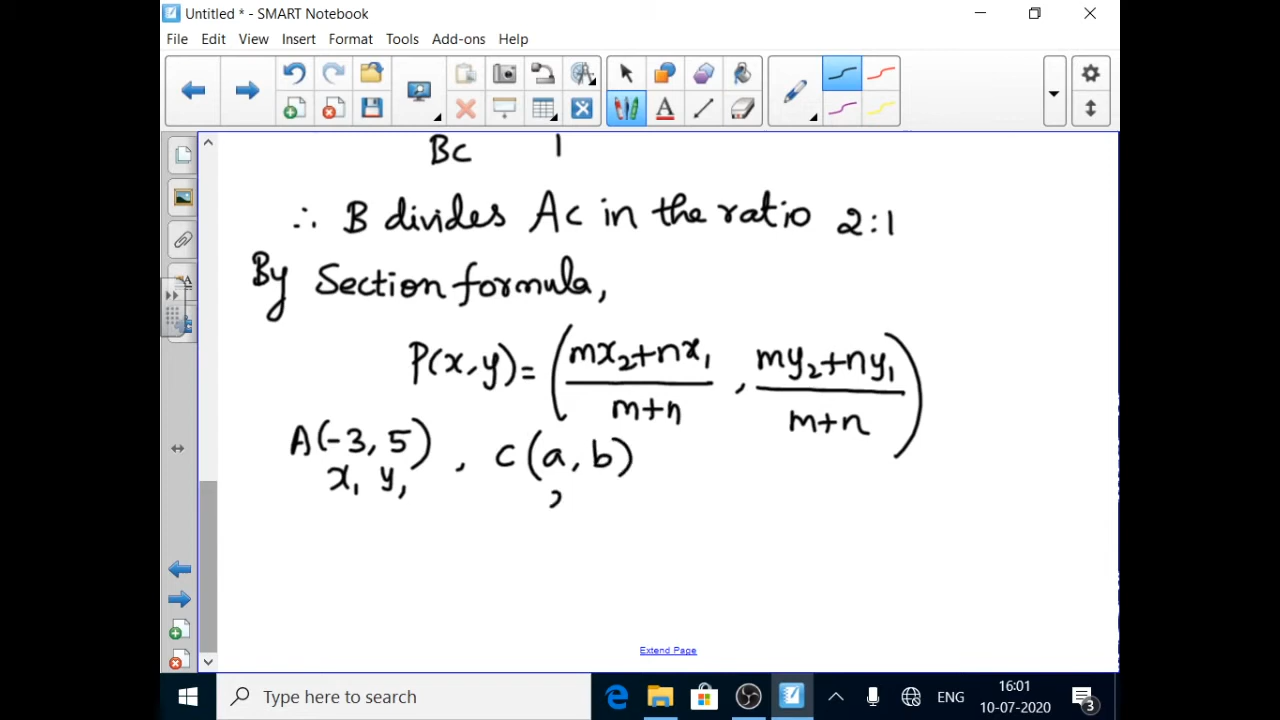 Untitled * - SMART Notebook
File Edit View Insert Format Tools Add-ons Help
BC 1
∴ B divides AC in the ratio 2:1
By Section formula,
P(x,y)=(mx₂+nx₁/m+n, my₂+ny₁/m+n)
A(-3, 5), C(a, b)
x₁ y₁
Extend Page
Type here to search
ENG
16:01
10-07-2020
3